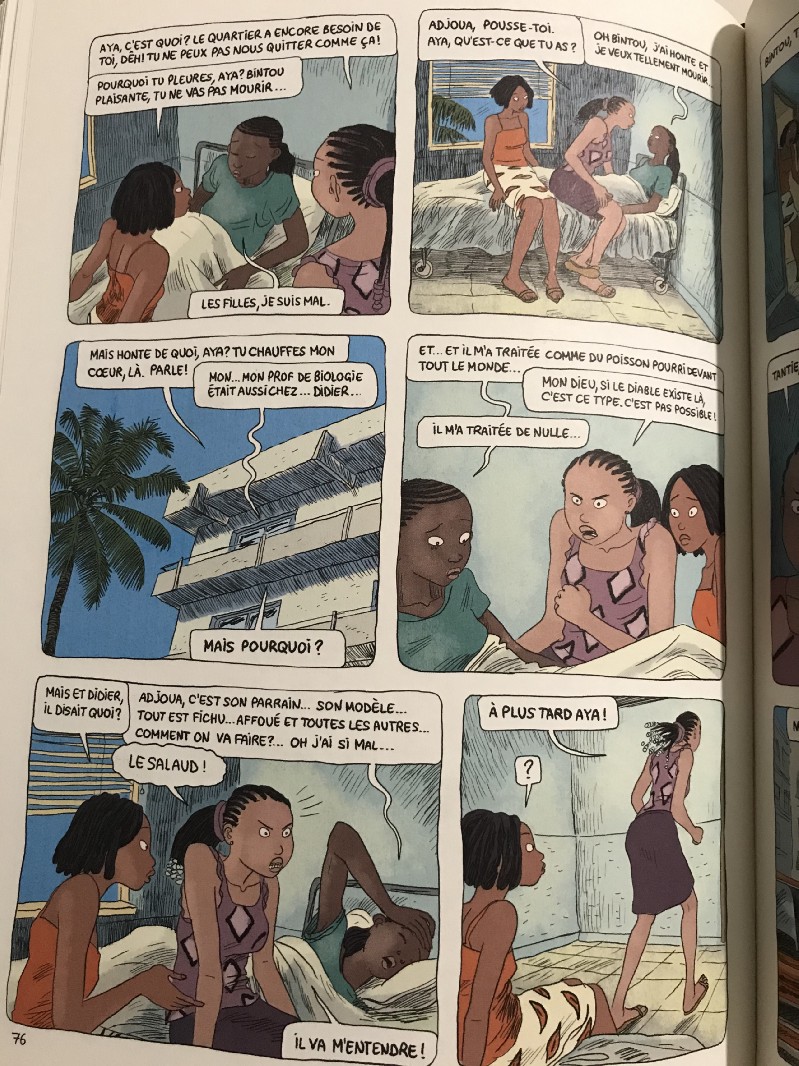 AYA, C'EST QUOI? LE QUARTIER A ENCORE BESOIN DE
TOI, DÊH! TU NE PEUX PAS NOUS QUITTER COMME ÇA!
POURQUOI TU PLEURES, AYA? BINTOU
PLAISANTE, TU NE VAS PAS MOURIR...
LES FILLES, JE SUIS MAL.
ADJOUA, POUSSE-TOI.
AYA, QU'EST-CE QUE TU AS?
OH BINTOU, J'AI HONTE ET
JE VEUX TELLEMENT MOURIR...
MAIS HONTE DE QUOI, AYA? TU CHAUFFES MON
CŒUR, LÀ. PARLE!
MON... MON PROF DE BIOLOGIE
ÉTAIT AUSSI CHEZ... DIDIER...
MAIS POURQUOI?
ET... ET IL M'A TRAITÉE COMME DU POISSON POURRI DEVANT
TOUT LE MONDE...
MON DIEU, SI LE DIABLE EXISTE LÀ,
C'EST CE TYPE. C'EST PAS POSSIBLE!
IL M'A TRAITÉE DE NULLE...
MAIS ET DIDIER,
IL DISAIT QUOI?
ADJOUA, C'EST SON PARRAIN... SON MODÈLE...
TOUT EST FICHU... AFFOUÉ ET TOUTES LES AUTRES...
COMMENT ON VA FAIRE?... OH J'AI SI MAL...
LE SALAUD!
IL VA M'ENTENDRE!
À PLUS TARD AYA!
?
76
BINTOU, T
TANTIE,